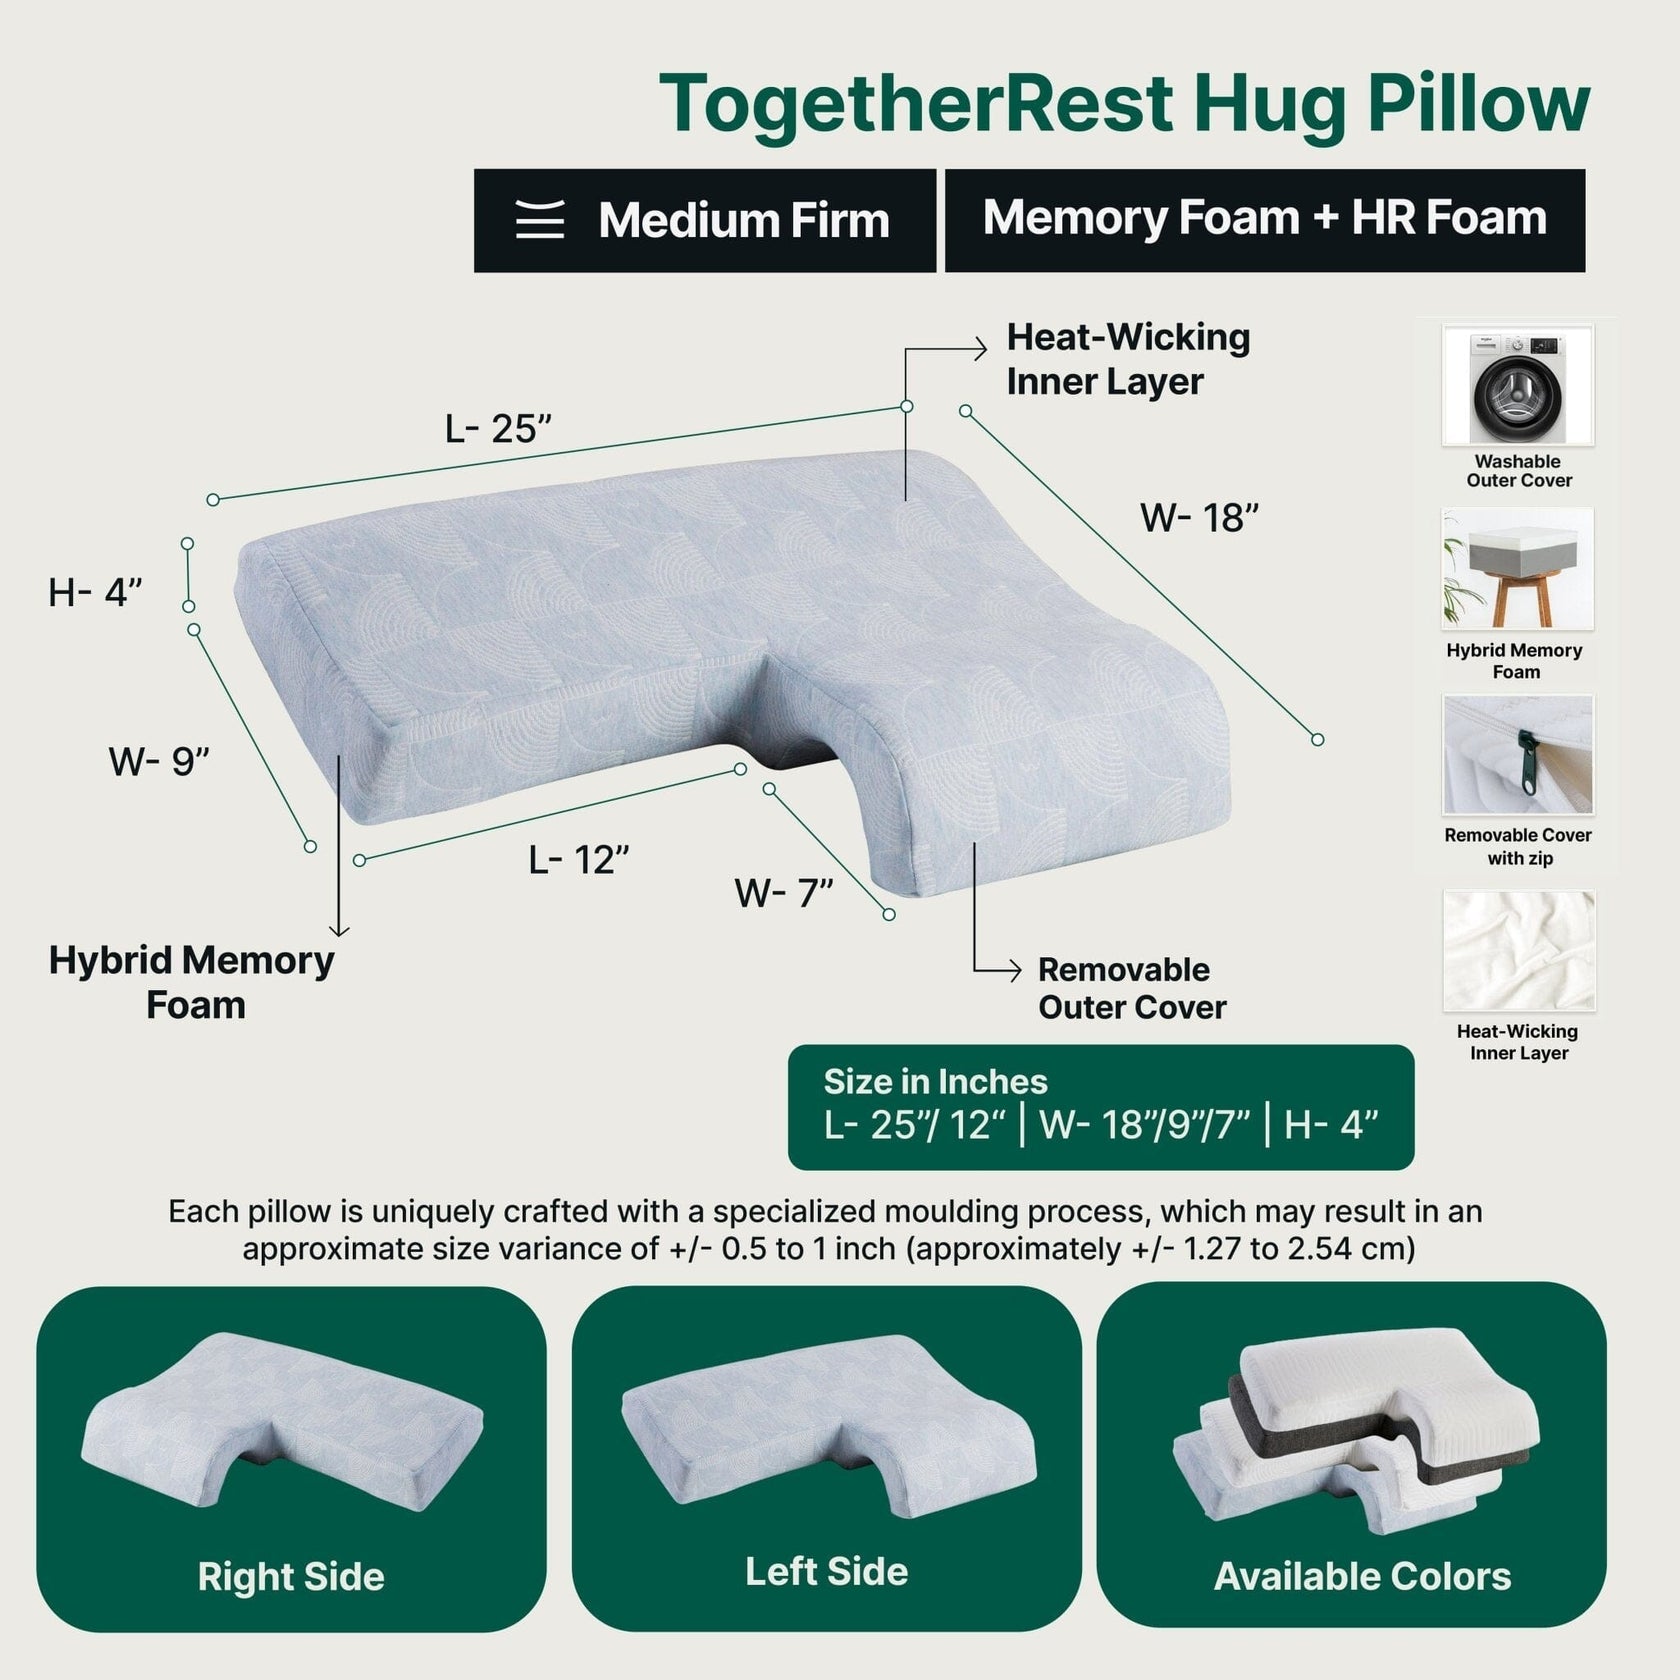 TogetherRest Hug Pillow
Medium Firm
Memory Foam + HR Foam
Heat-Wicking
Inner Layer
L- 25”
W- 18”
H- 4”
W- 9”
L- 12”
W- 7”
Hybrid Memory
Foam
Removable
Outer Cover
Washable
Outer Cover
Hybrid Memory
Foam
Removable Cover
with zip
Heat-Wicking
Inner Layer
Size in Inches
L- 25”/ 12“ | W- 18”/9”/7” | H- 4”
Each pillow is uniquely crafted with a specialized moulding process, which may result in an
approximate size variance of +/- 0.5 to 1 inch (approximately +/- 1.27 to 2.54 cm)
Right Side
Left Side
Available Colors